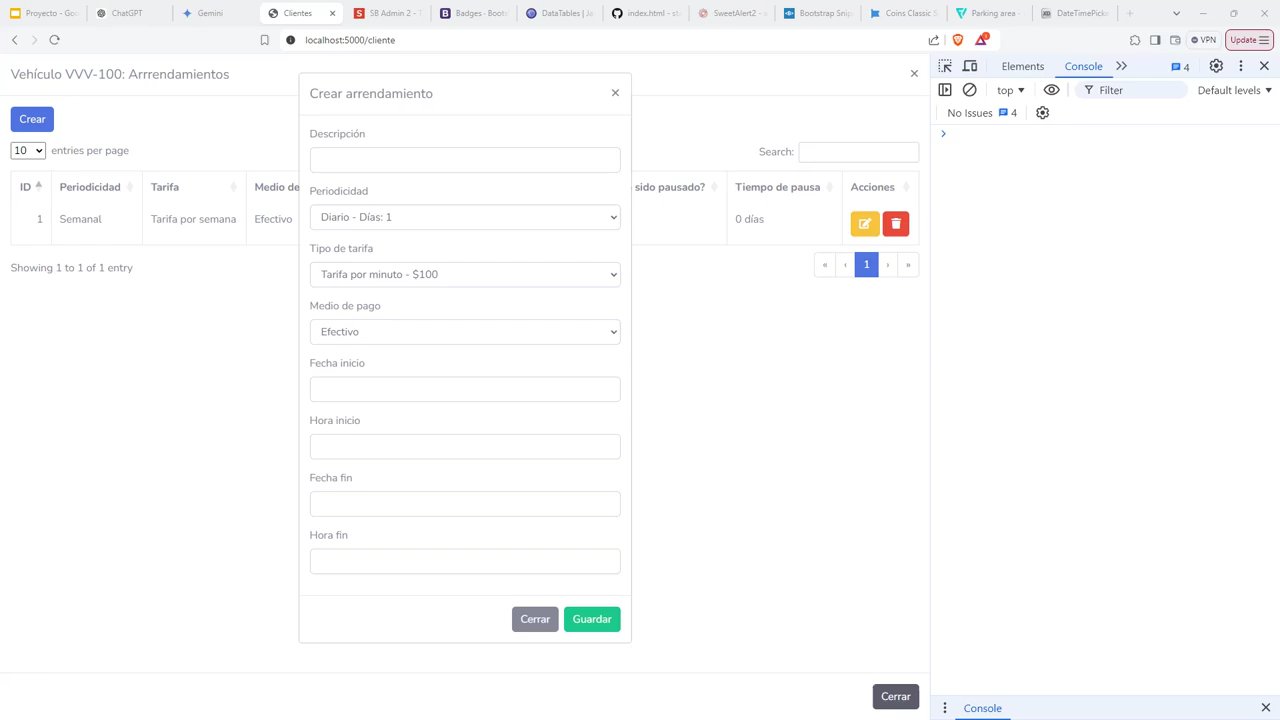 Proyecto - Goo
ChatGPT
Gemini
Clientes
SB Admin 2 - T
Badges · Boots
DataTables | Ja
index.html - st
SweetAlert2 - a
Bootstrap Snip
Coins Classic S
Parking area -
DateTimePicke
localhost:5000/cliente
1
VPN
Update
Vehículo VVV-100: Arrrendamientos
×
Crear
10
entries per page
Search:
ID
Periodicidad
Tarifa
Medio de
sido pausado?
Tiempo de pausa
Acciones
1
Semanal
Tarifa por semana
Efectivo
0 días
Showing 1 to 1 of 1 entry
«
‹
1
›
»
Crear arrendamiento
×
Descripción
Periodicidad
Diario - Días: 1
Tipo de tarifa
Tarifa por minuto - $100
Medio de pago
Efectivo
Fecha inicio
Hora inicio
Fecha fin
Hora fin
Cerrar
Guardar
Cerrar
Elements
Console
4
top
Filter
Default levels
No Issues
4
Console